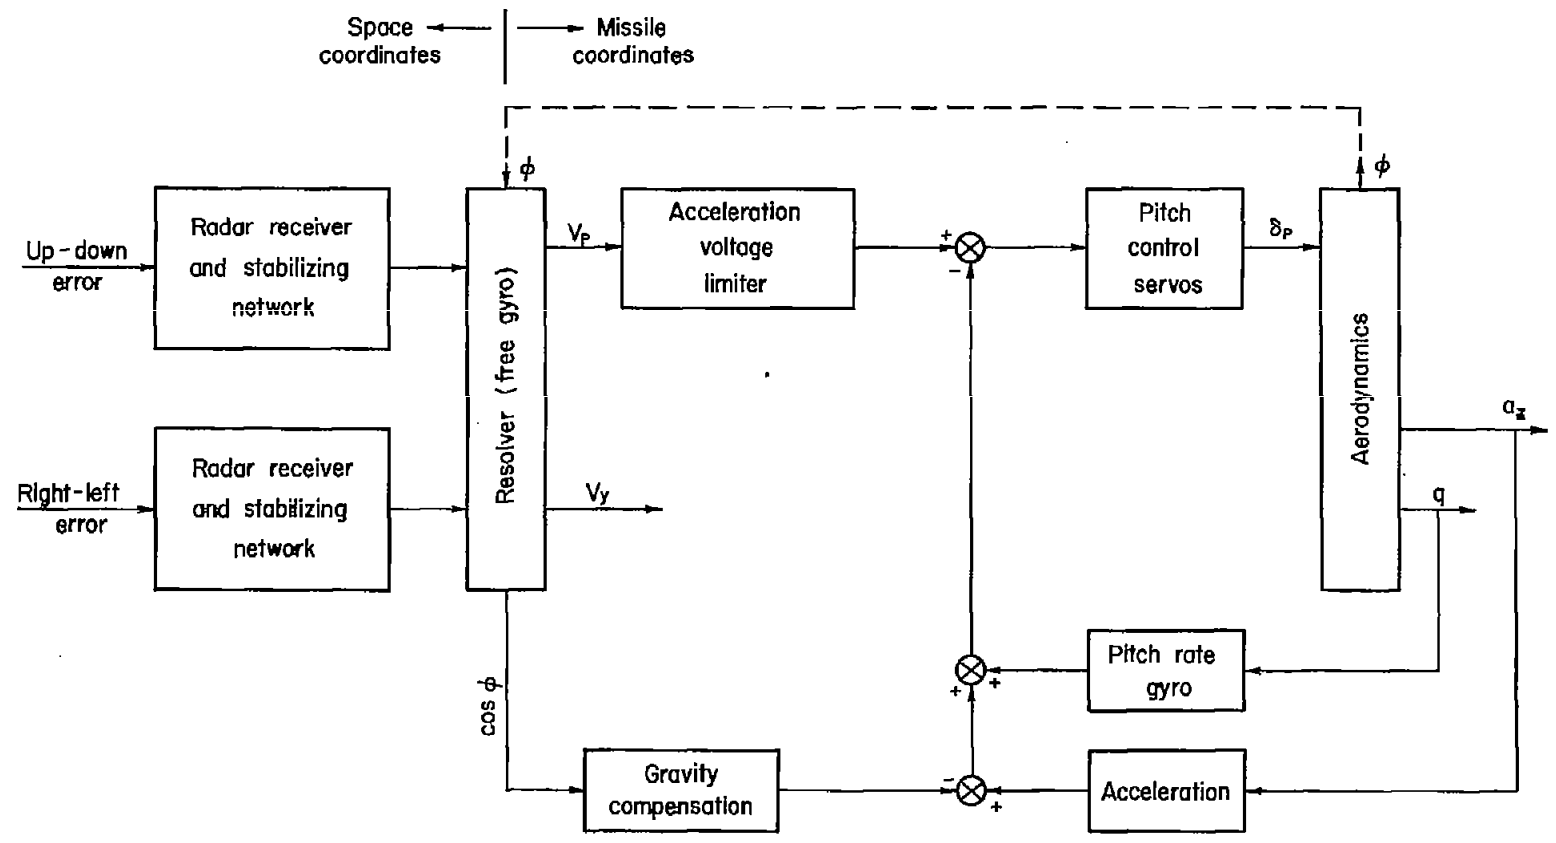 Space
coordinates
Missile
coordinates
ϕ
ϕ
Up-down
error
Radar receiver
and stabilizing
network
Resolver (free gyro)
V_P
Acceleration
voltage
limiter
+
−
Pitch
control
servos
δ_P
Aerodynamics
a_z
q
Right-left
error
Radar receiver
and stabilizing
network
V_y
cos ϕ
Pitch rate
gyro
+
+
Gravity
compensation
−
+
Acceleration